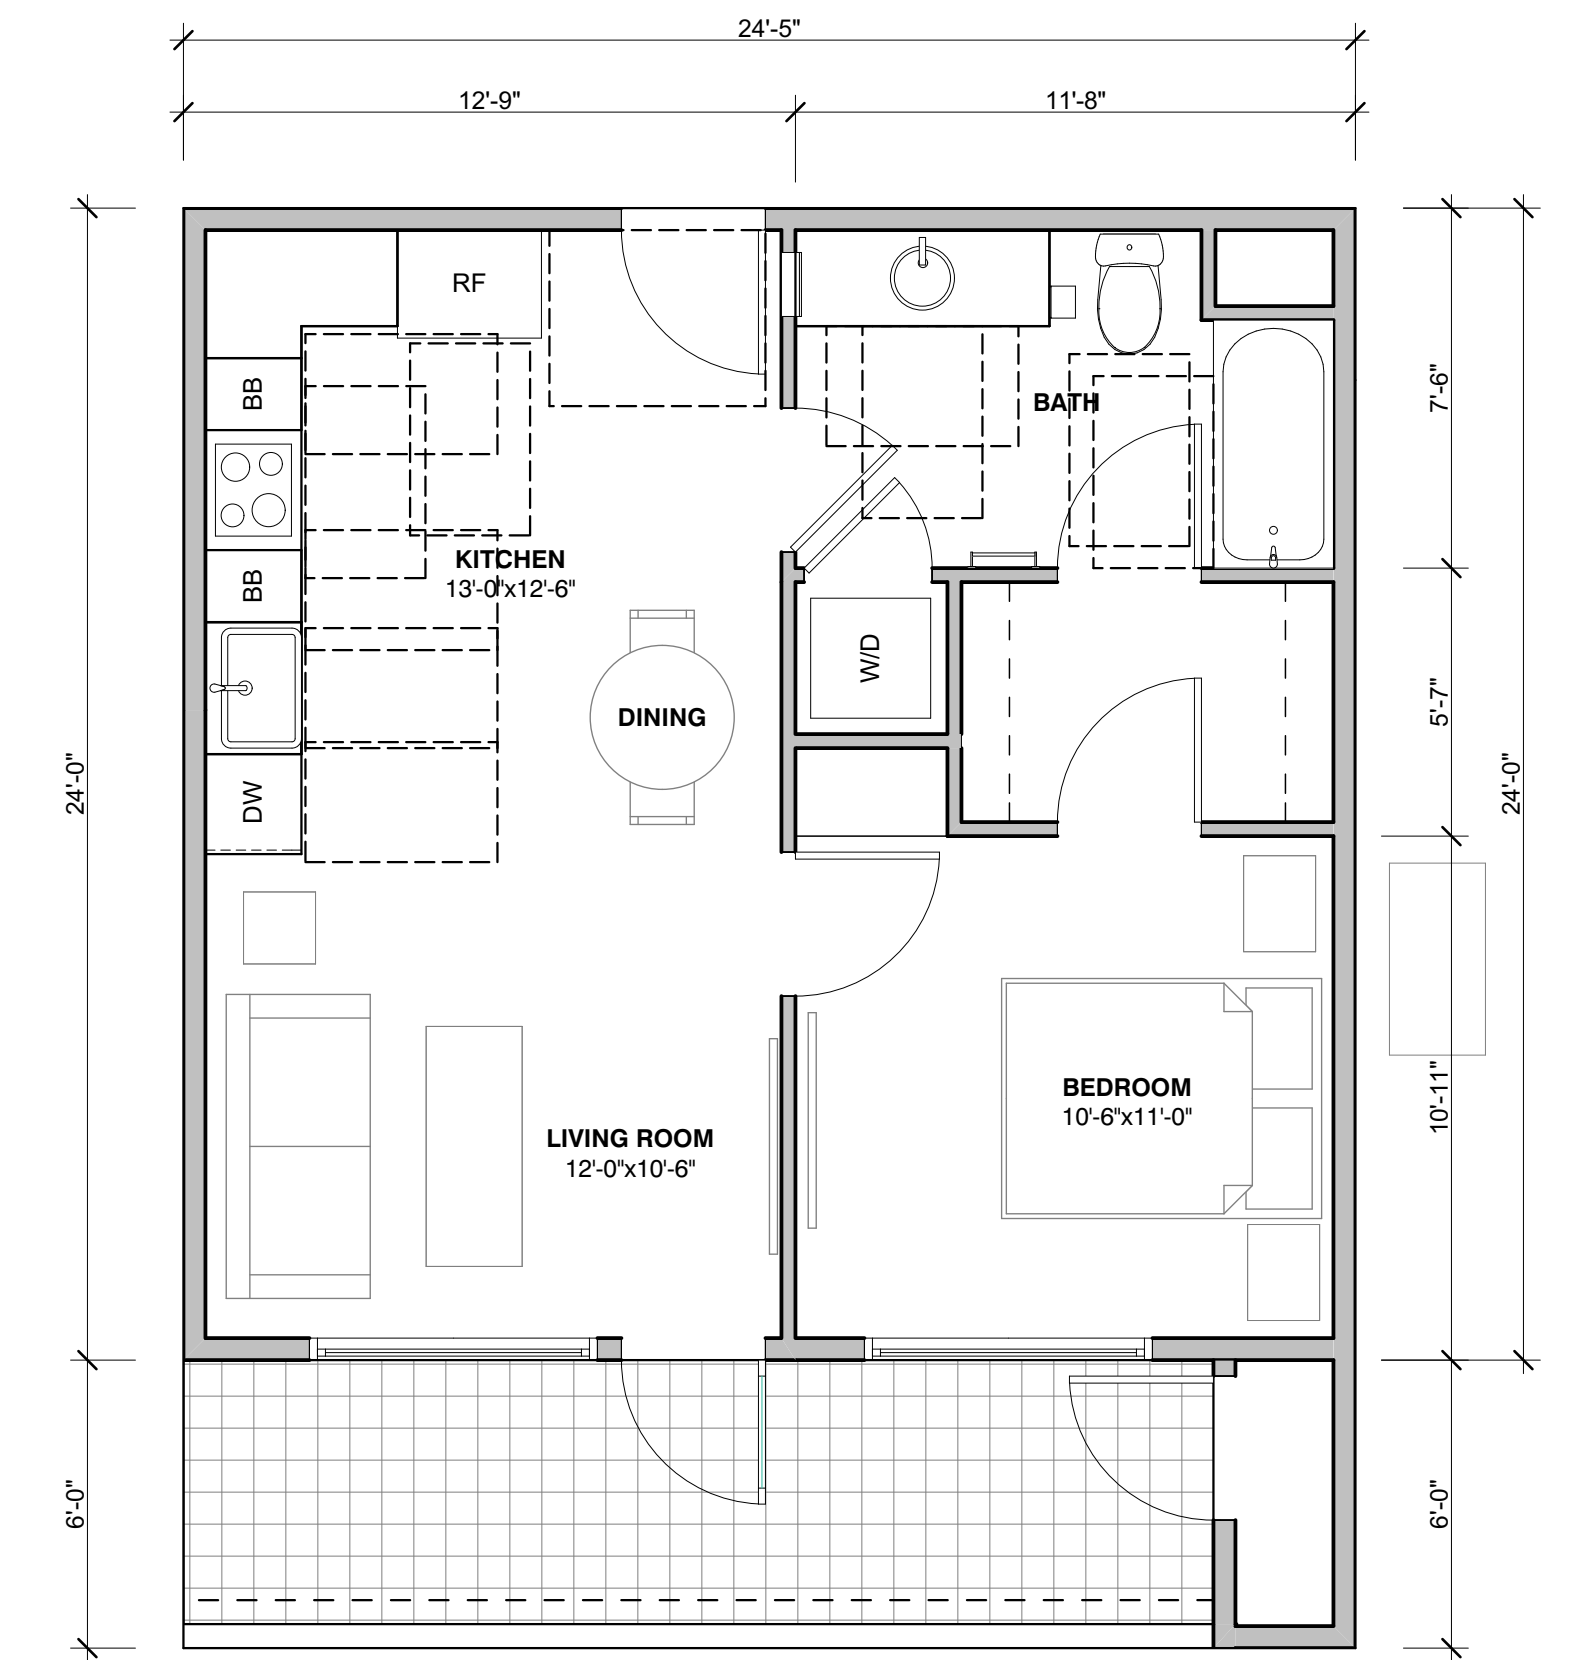 24'-5"
12'-9"
11'-8"
RF
BB
BATH
7'-6"
KITCHEN
13'-0"x12'-6"
BB
W/D
5'-7"
DINING
DW
24'-0"
24'-0"
BEDROOM
10'-6"x11'-0"
10'-11"
LIVING ROOM
12'-0"x10'-6"
6'-0"
6'-0"